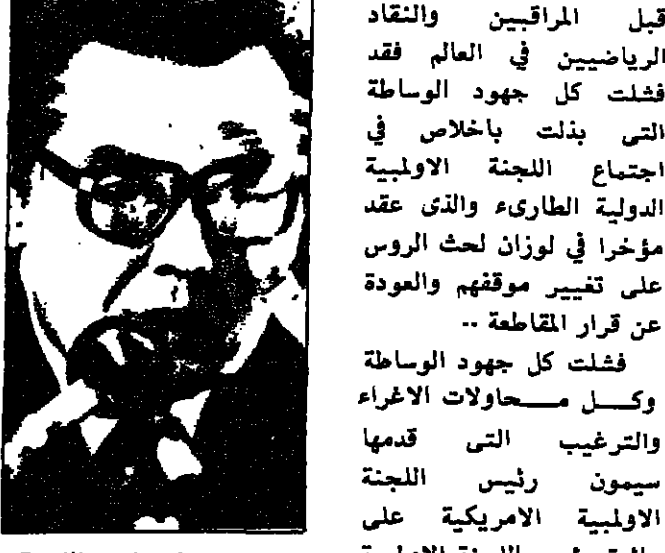 قبل المراقبين والنقاد
الرياضيين في العالم فقد
فشلت كل جهود الوساطة
التى بذلت باخلاص في
اجتماع اللجنة الاولمبية
الدولية الطارىء والذى عقد
مؤخرا في لوزان لحث الروس
على تغيير موقفهم والعودة
عن قرار المقاطعة ..
فشلت كل جهود الوساطة
وكـــل مـــحاولات الاغراء
والترغيب التى قدمها
سيمون رئيس اللجنة
الاولمبية الامريكية على